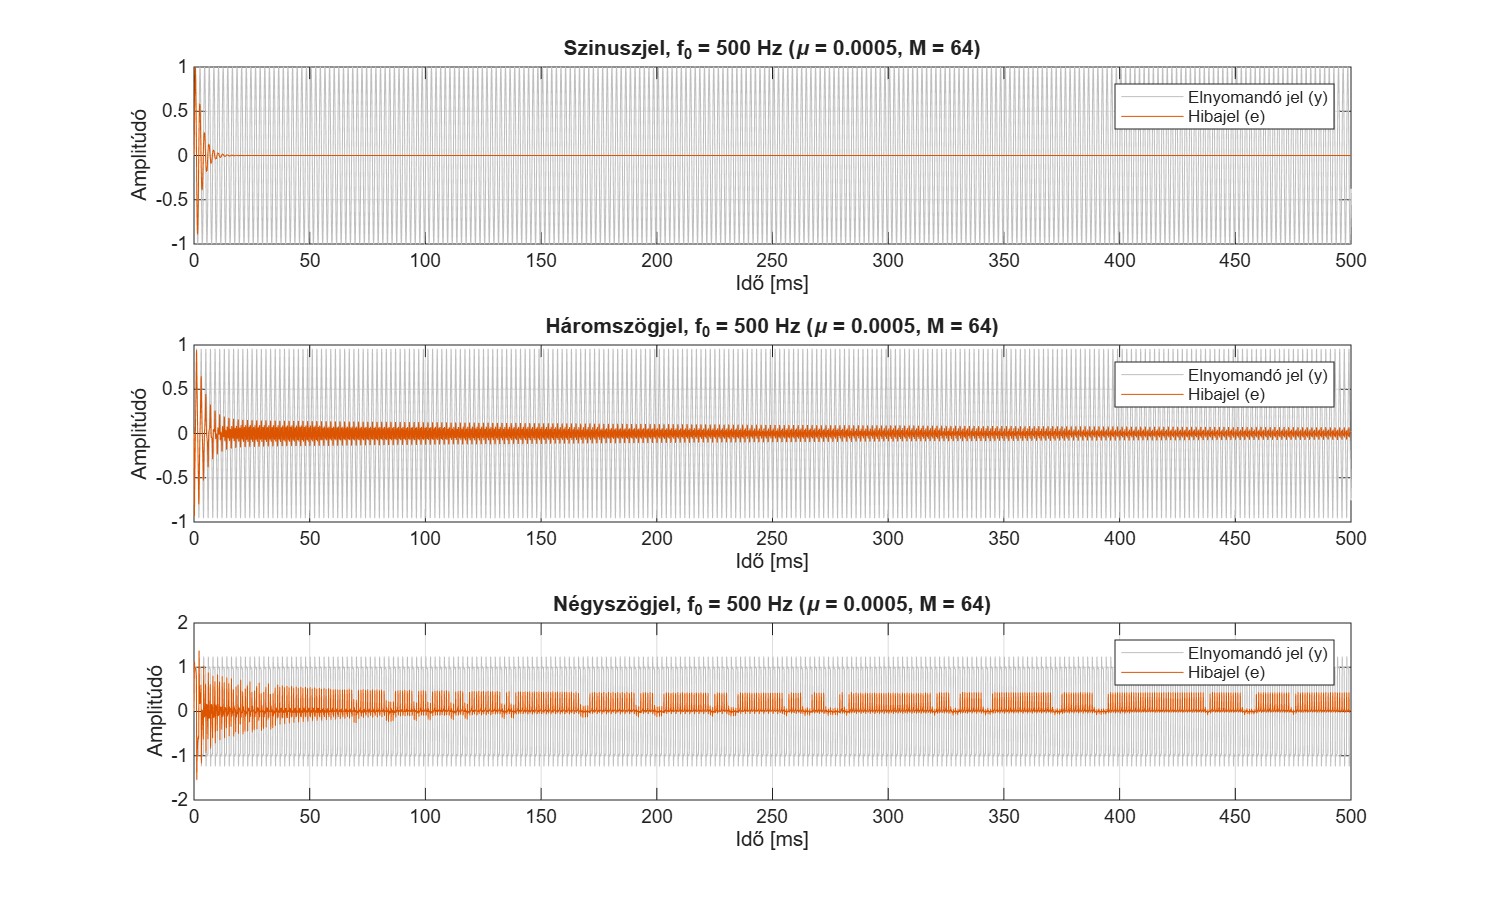 Szinuszjel, f0 = 500 Hz (μ = 0.0005, M = 64)
1
0.5
0
-0.5
-1
Amplitúdó
Elnyomandó jel (y)
Hibajel (e)
0 50 100 150 200 250 300 350 400 450 500
Idő [ms]
Háromszögjel, f0 = 500 Hz (μ = 0.0005, M = 64)
1
0.5
0
-0.5
-1
Amplitúdó
Elnyomandó jel (y)
Hibajel (e)
0 50 100 150 200 250 300 350 400 450 500
Idő [ms]
Négyszögjel, f0 = 500 Hz (μ = 0.0005, M = 64)
2
1
0
-1
-2
Amplitúdó
Elnyomandó jel (y)
Hibajel (e)
0 50 100 150 200 250 300 350 400 450 500
Idő [ms]